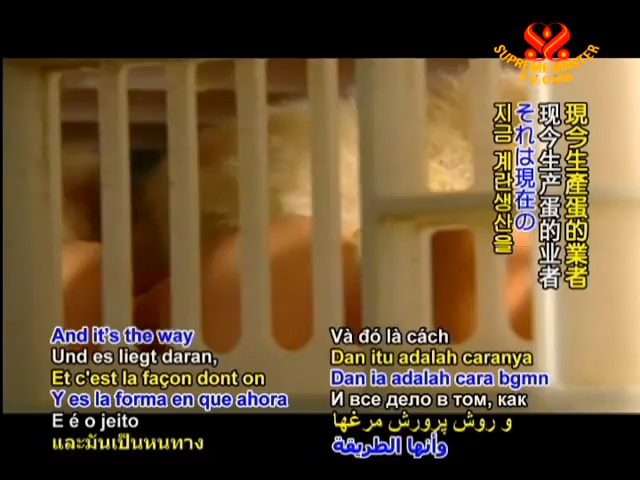 SUPREME MASTER
TV
現今生產蛋的業者
现今生产蛋的业者
それは現在の
지금 계란생산을
And it's the way
Und es liegt daran,
Et c'est la façon dont on
Y es la forma en que ahora
E é o jeito
และมันเป็นหนทาง
Và đó là cách
Dan itu adalah caranya
Dan ia adalah cara bgmn
И все дело в том, как
و روش پرورش مرغها
وأنها الطريقة